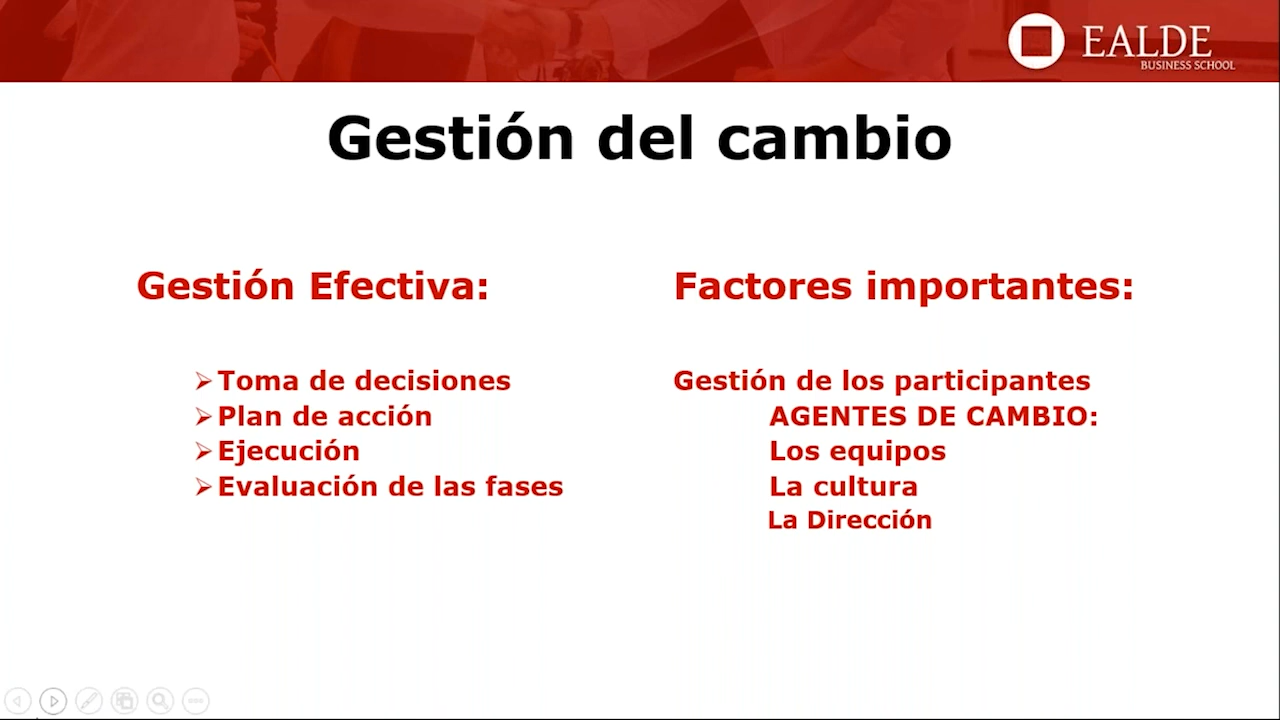 EALDE
BUSINESS SCHOOL
Gestión del cambio
Gestión Efectiva:
Toma de decisiones
Plan de acción
Ejecución
Evaluación de las fases
Factores importantes:
Gestión de los participantes
AGENTES DE CAMBIO:
Los equipos
La cultura
La Dirección